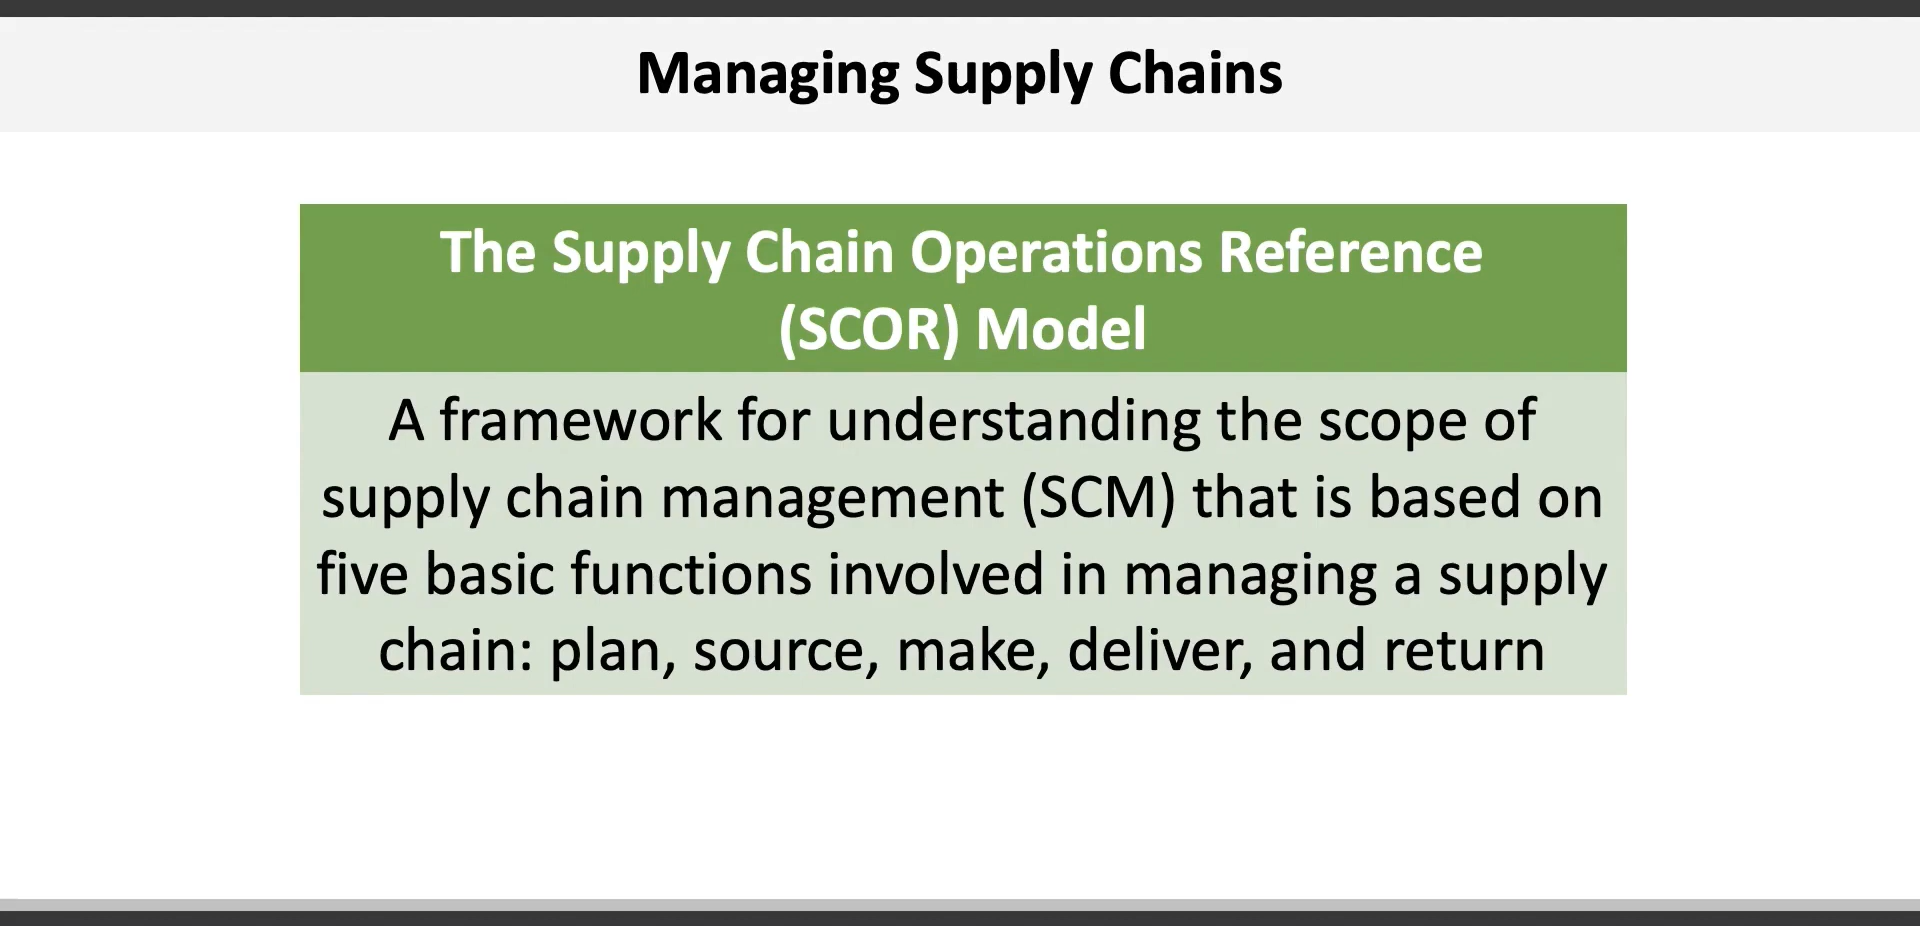 Managing Supply Chains
The Supply Chain Operations Reference
(SCOR) Model
A framework for understanding the scope of
supply chain management (SCM) that is based on
five basic functions involved in managing a supply
chain: plan, source, make, deliver, and return